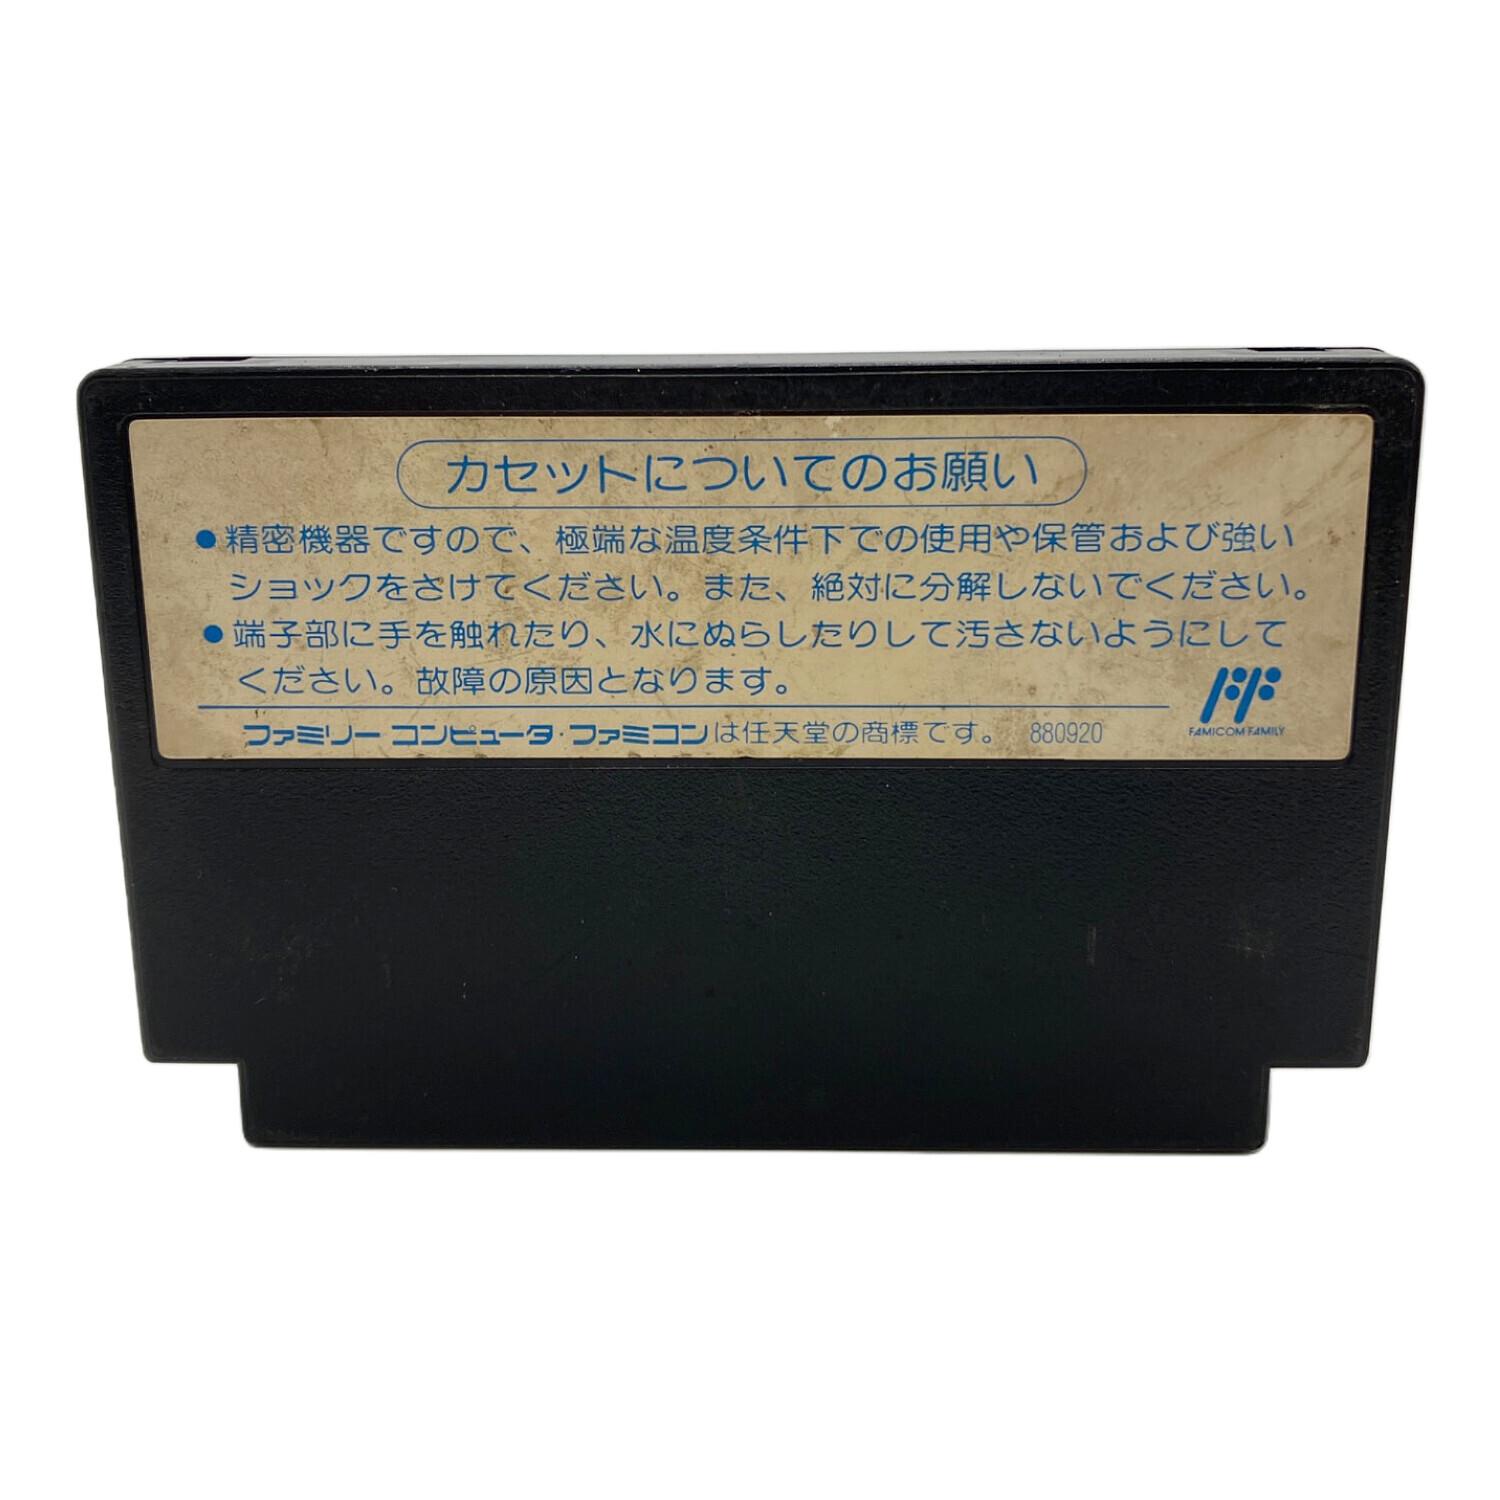 カセットについてのお願い
●精密機器ですので、極端な温度条件下での使用や保管および強い
ショックをさけてください。また、絶対に分解しないでください。
●端子部に手を触れたり、水にぬらしたりして汚さないようにして
ください。故障の原因となります。
ファミリーコンピュータ・ファミコンは任天堂の商標です。 880920
FF
FAMICOM FAMILY